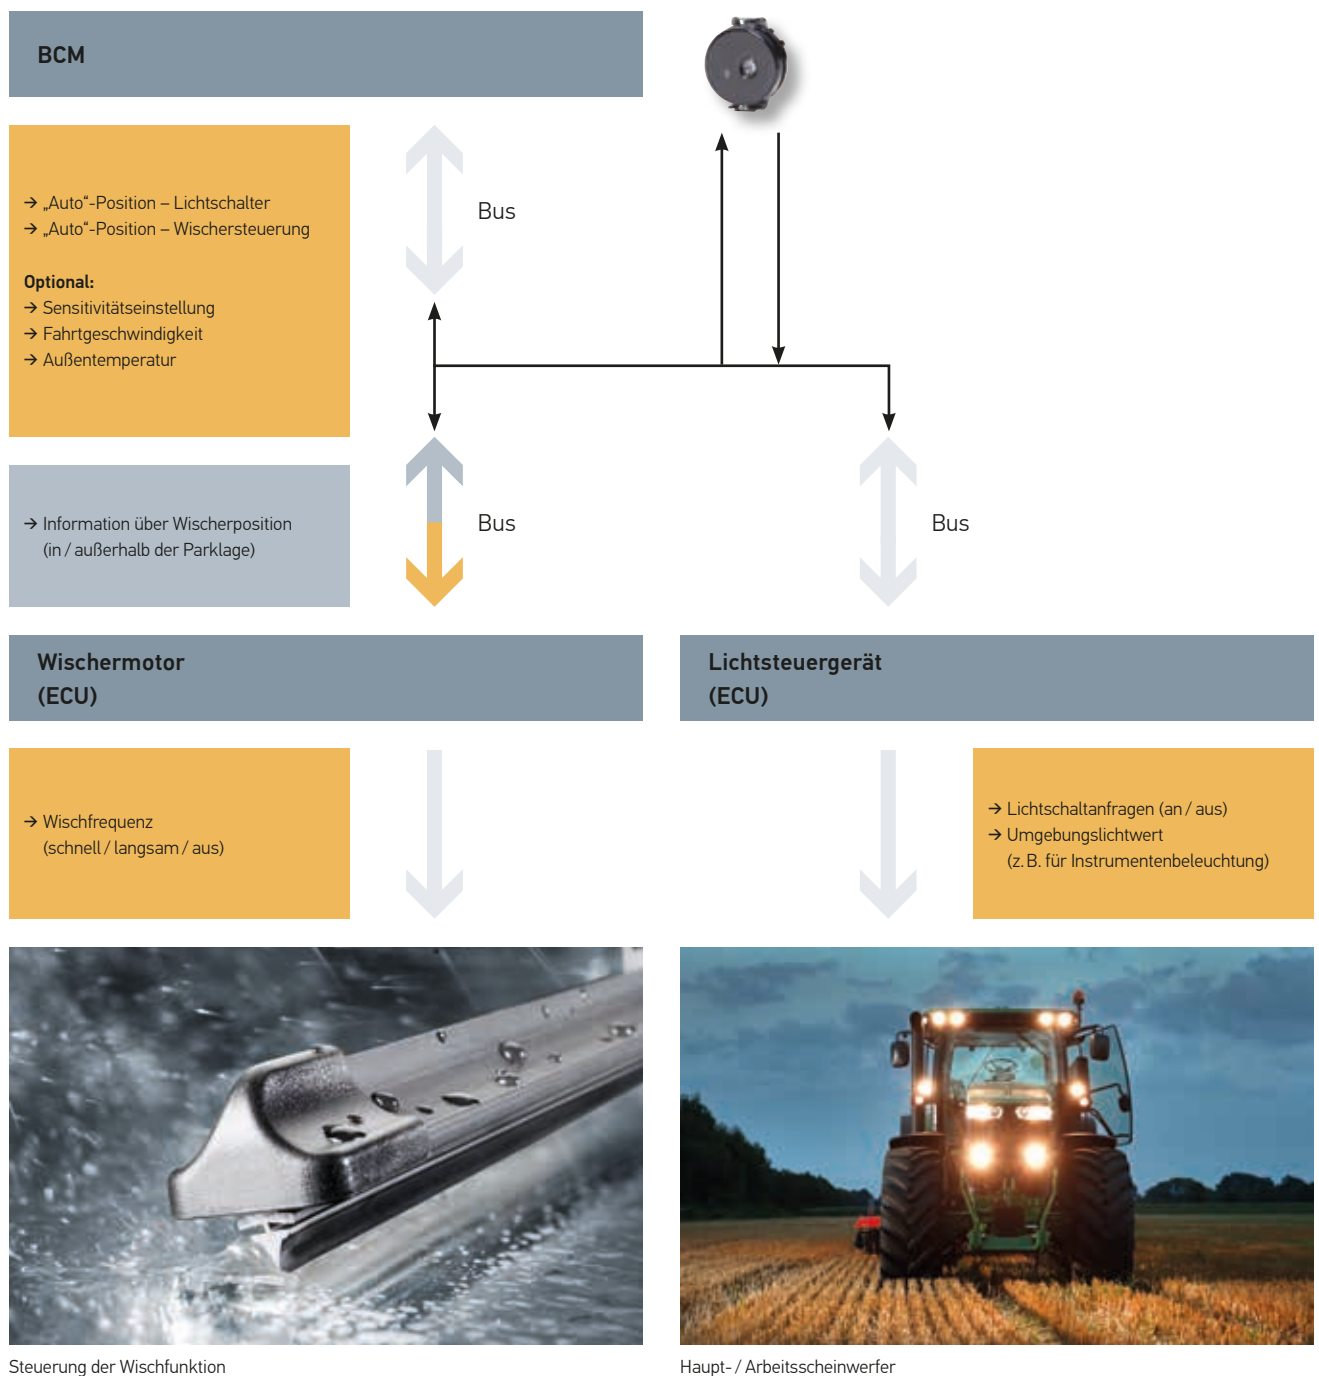 BCM
→ „Auto“-Position – Lichtschalter
→ „Auto“-Position – Wischersteuerung
Optional:
→ Sensitivitätseinstellung
→ Fahrtgeschwindigkeit
→ Außentemperatur
Bus
→ Information über Wischerposition
(in / außerhalb der Parklage)
Bus
Bus
Wischermotor
(ECU)
Lichtsteuergerät
(ECU)
→ Wischfrequenz
(schnell / langsam / aus)
→ Lichtschaltanfragen (an / aus)
→ Umgebungslichtwert
(z. B. für Instrumentenbeleuchtung)
Steuerung der Wischfunktion
Haupt- / Arbeitsscheinwerfer